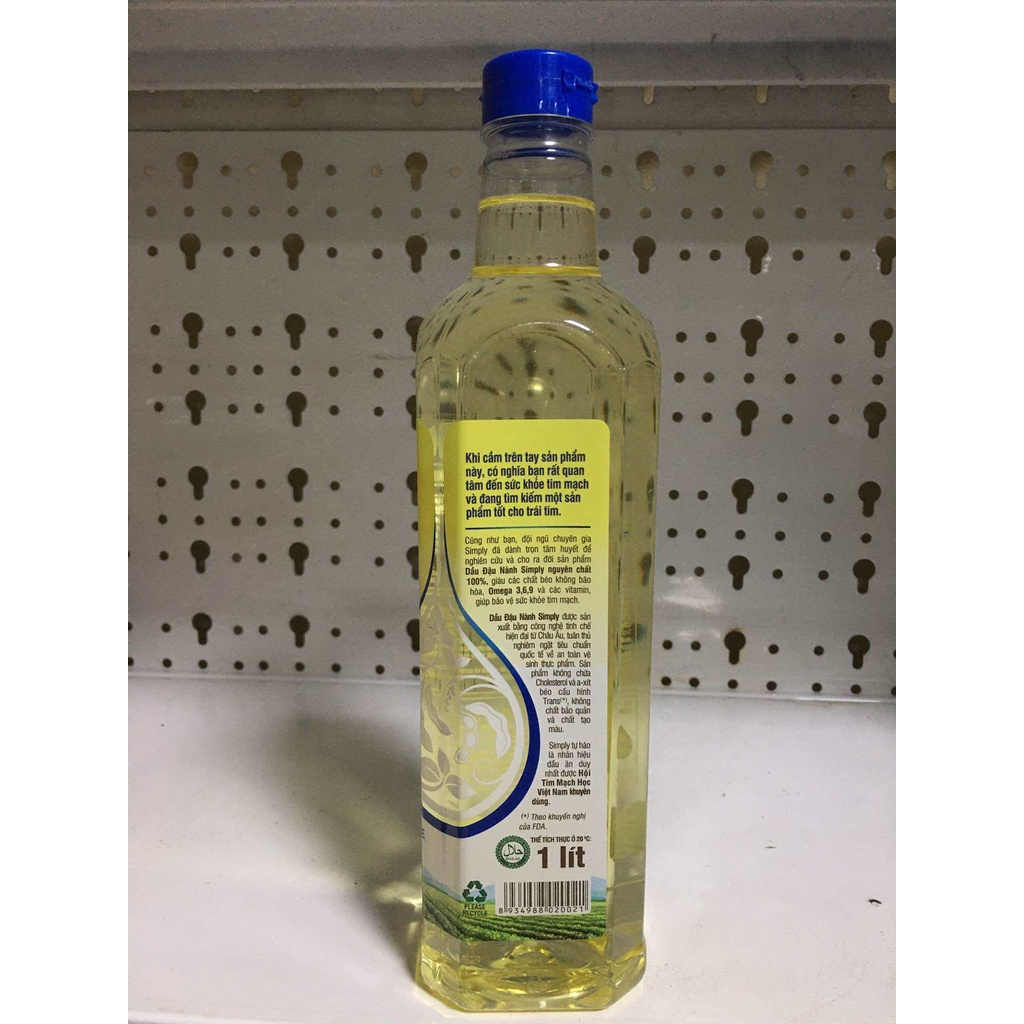 Khi cầm trên tay sản phẩm
này, có nghĩa bạn rất quan
tâm đến sức khỏe tim mạch
và đang tìm kiếm một sản
phẩm tốt cho trái tim.
Cũng như bạn, đội ngũ chuyên gia
Simply đã dành trọn tâm huyết để
nghiên cứu và cho ra đời sản phẩm
Dầu Đậu Nành Simply nguyên chất
100%, giàu các chất béo không bão
hòa, Omega 3,6,9 và các vitamin,
giúp bảo vệ sức khỏe tim mạch.
Dầu Đậu Nành Simply được sản
xuất bằng công nghệ tinh chế
hiện đại từ Châu Âu, tuân thủ
nghiêm ngặt tiêu chuẩn
quốc tế về an toàn vệ
sinh thực phẩm. Sản
phẩm không chứa
Cholesterol và a-xít
béo cấu hình
Trans(*), không
chất bảo quản
và chất tạo
màu.
Simply tự hào
là nhãn hiệu
dầu ăn duy
nhất được Hội
Tim Mạch Học
Việt Nam khuyên
dùng.
(*) Theo khuyến nghị
của FDA.
THỂ TÍCH THỰC Ở 20 ºC:
1 lít
حلال
HALAL
PLEASE
RECYCLE
8 934988 020021